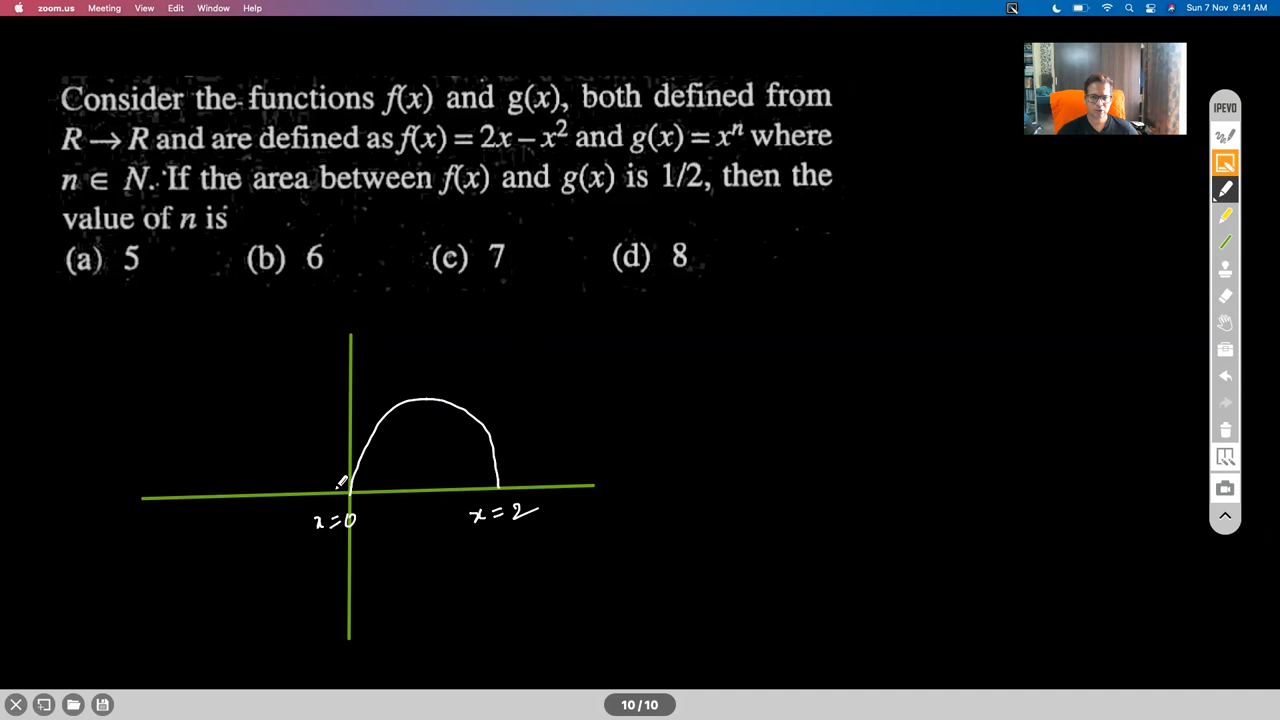 zoom.us Meeting View Edit Window Help Sun 7 Nov 9:41 AM
Consider the functions f(x) and g(x), both defined from
R → R and are defined as f(x) = 2x – x² and g(x) = xⁿ where
n ∈ N. If the area between f(x) and g(x) is 1/2, then the
value of n is
(a) 5 (b) 6 (c) 7 (d) 8
x = 0 x = 2
IPEVO
10/10